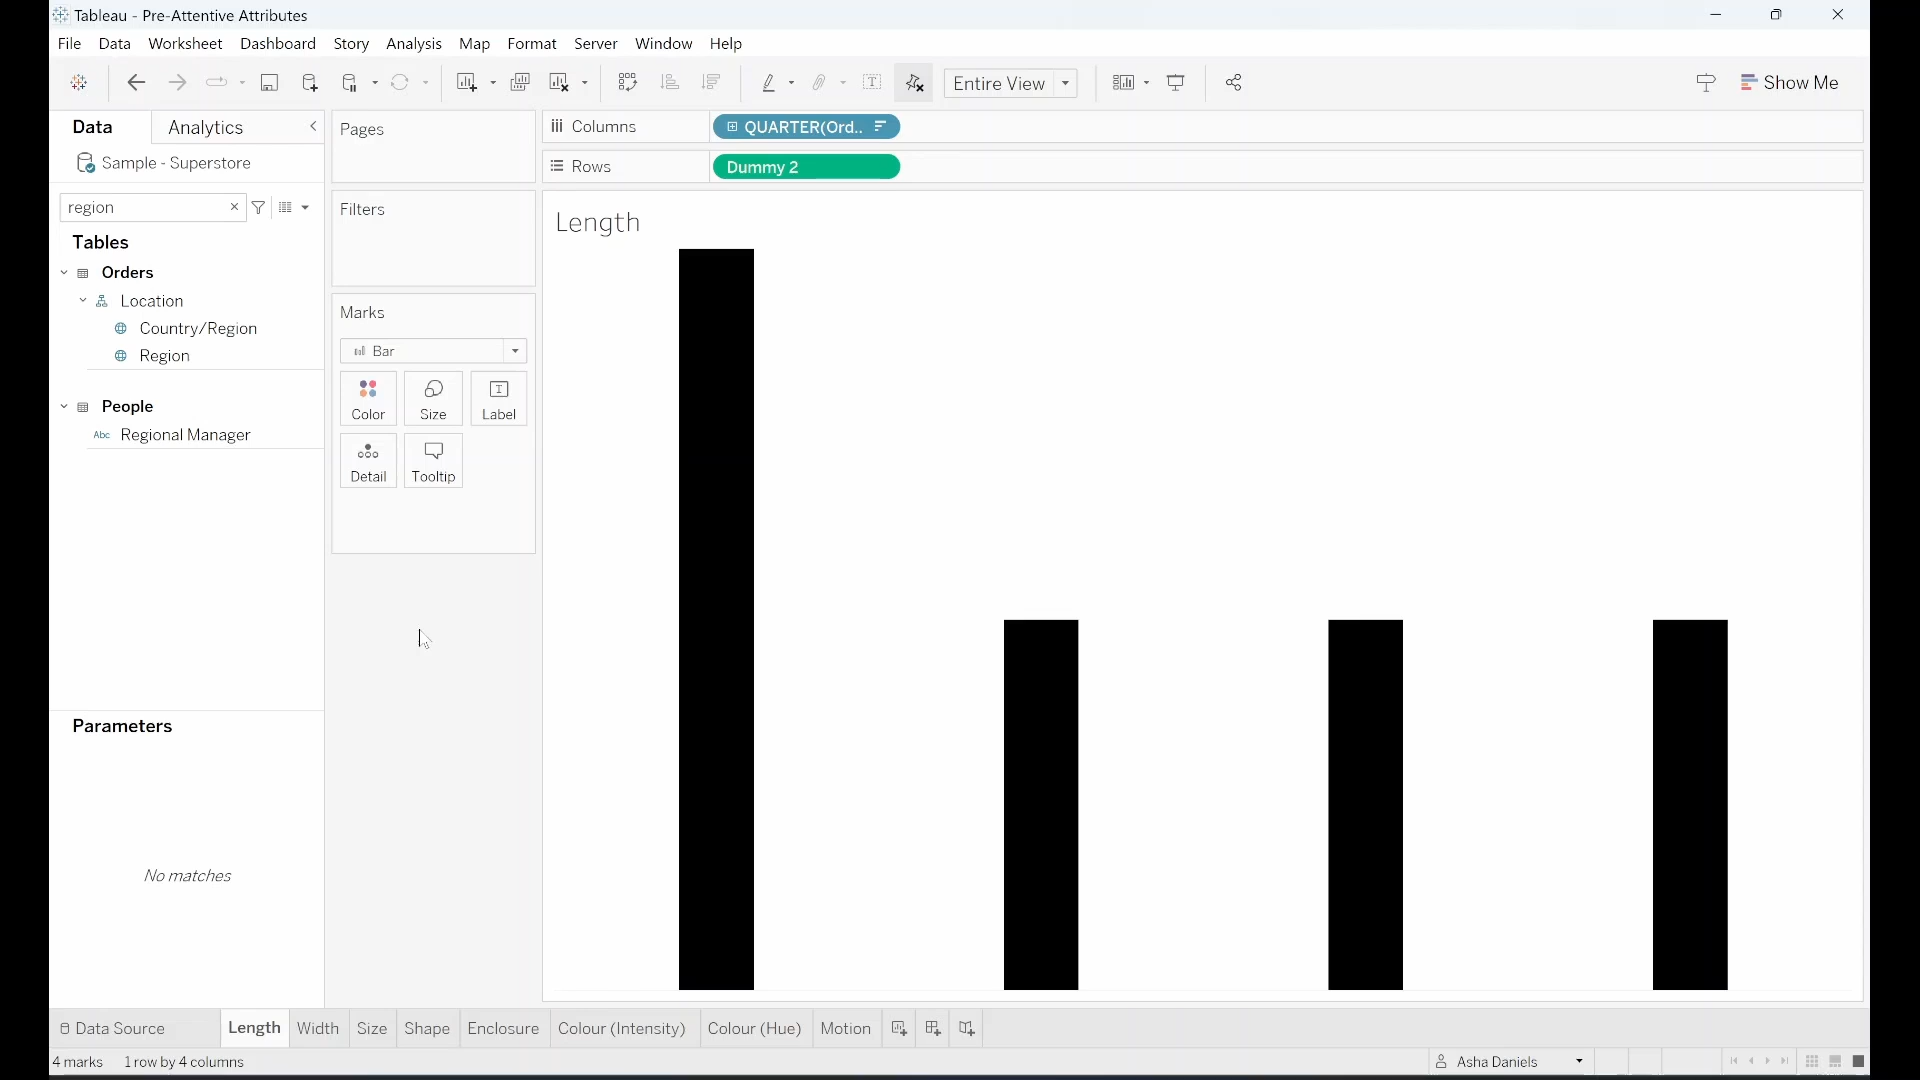 Tableau - Pre-Attentive Attributes
File Data Worksheet Dashboard Story Analysis Map Format Server Window Help
Entire View
Show Me
Data Analytics
Sample - Superstore
region
Tables
Orders
Location
Country/Region
Region
People
Abc Regional Manager
Parameters
No matches
Pages
Filters
Marks
Bar
Color Size Label
Detail Tooltip
Columns QUARTER(Ord..
Rows Dummy 2
Length
Data Source Length Width Size Shape Enclosure Colour (Intensity) Colour (Hue) Motion
4 marks 1 row by 4 columns
Asha Daniels